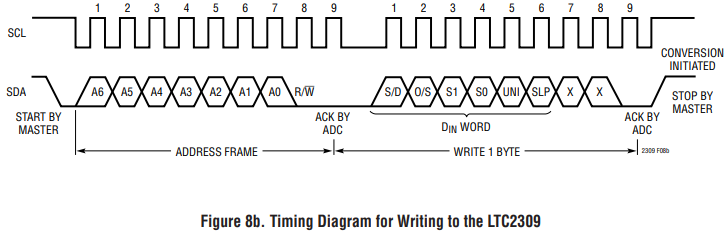 1 2 3 4 5 6 7 8 9 1 2 3 4 5 6 7 8 9
SCL
CONVERSION
INITIATED
SDA A6 A5 A4 A3 A2 A1 A0 R/W̅ S/D O/S S1 S0 UNI SLP X X
START BY
MASTER
ACK BY
ADC
DIN WORD
ACK BY
ADC
STOP BY
MASTER
ADDRESS FRAME
WRITE 1 BYTE
2309 F08b
Figure 8b. Timing Diagram for Writing to the LTC2309